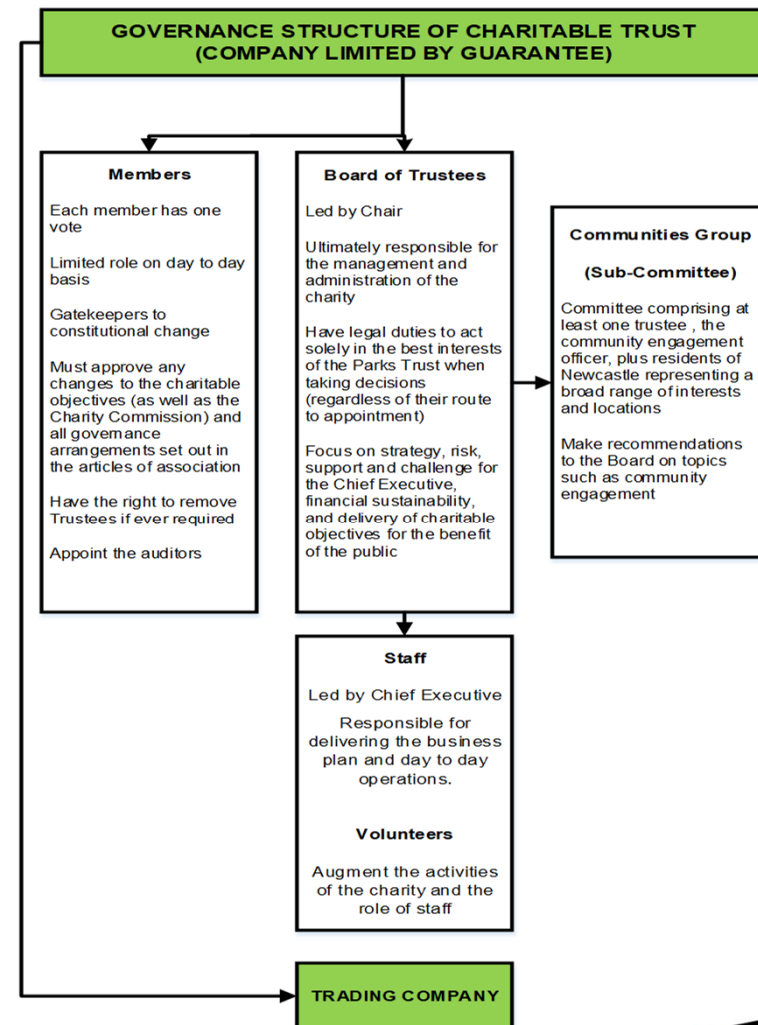 GOVERNANCE STRUCTURE OF CHARITABLE TRUST
(COMPANY LIMITED BY GUARANTEE)
Members
Each member has one
vote
Limited role on day to day
basis
Gatekeepers to
constitutional change
Must approve any
changes to the charitable
objectives (as well as the
Charity Commission) and
all governance
arrangements set out in
the articles of association
Have the right to remove
Trustees if ever required
Appoint the auditors
Board of Trustees
Led by Chair
Ultimately responsible for
the management and
administration of the
charity
Have legal duties to act
solely in the best interests
of the Parks Trust when
taking decisions
(regardless of their route
to appointment)
Focus on strategy, risk,
support and challenge for
the Chief Executive,
financial sustainability,
and delivery of charitable
objectives for the benefit
of the public
Communities Group
(Sub-Committee)
Committee comprising at
least one trustee , the
community engagement
officer, plus residents of
Newcastle representing a
broad range of interests
and locations
Make recommendations
to the Board on topics
such as community
engagement
Staff
Led by Chief Executive
Responsible for
delivering the business
plan and day to day
operations.
Volunteers
Augment the activities
of the charity and the
role of staff
TRADING COMPANY